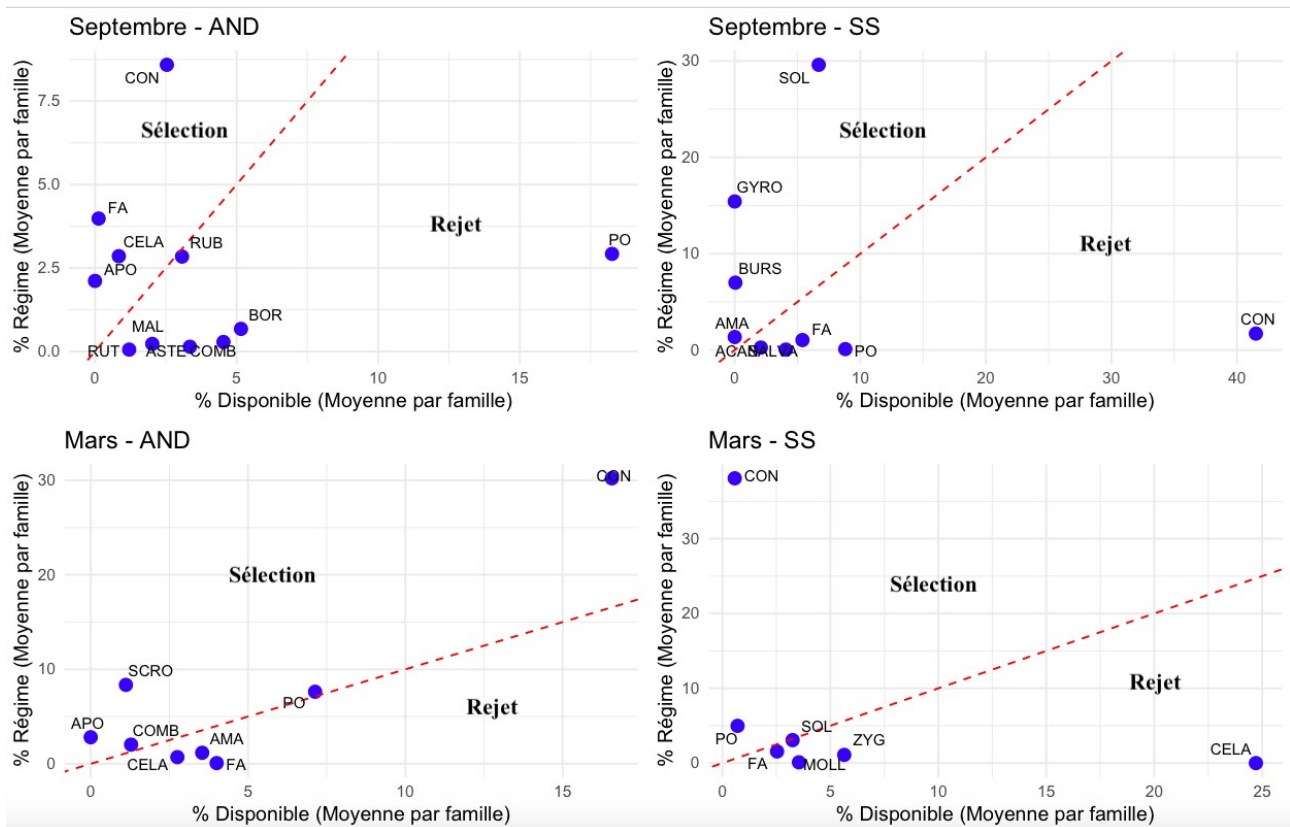 Septembre - AND
% Régime (Moyenne par famille)
7.5
5.0
2.5
0.0
CON
Sélection
FA
CELA
RUB
APO
Rejet
PO
MAL
BOR
RUT
ASTE
COMB
0
5
10
15
% Disponible (Moyenne par famille)
Septembre - SS
% Régime (Moyenne par famille)
30
20
10
0
SOL
Sélection
GYRO
Rejet
BURS
AMA
FA
CON
PO
0
10
20
30
40
% Disponible (Moyenne par famille)
Mars - AND
% Régime (Moyenne par famille)
30
20
10
0
CON
Sélection
SCRO
PO
Rejet
APO
COMB
AMA
CELA
FA
0
5
10
15
% Disponible (Moyenne par famille)
Mars - SS
% Régime (Moyenne par famille)
30
20
10
0
CON
Sélection
Rejet
PO
SOL
ZYG
CELA
FA
MOLL
0
5
10
15
20
25
% Disponible (Moyenne par famille)